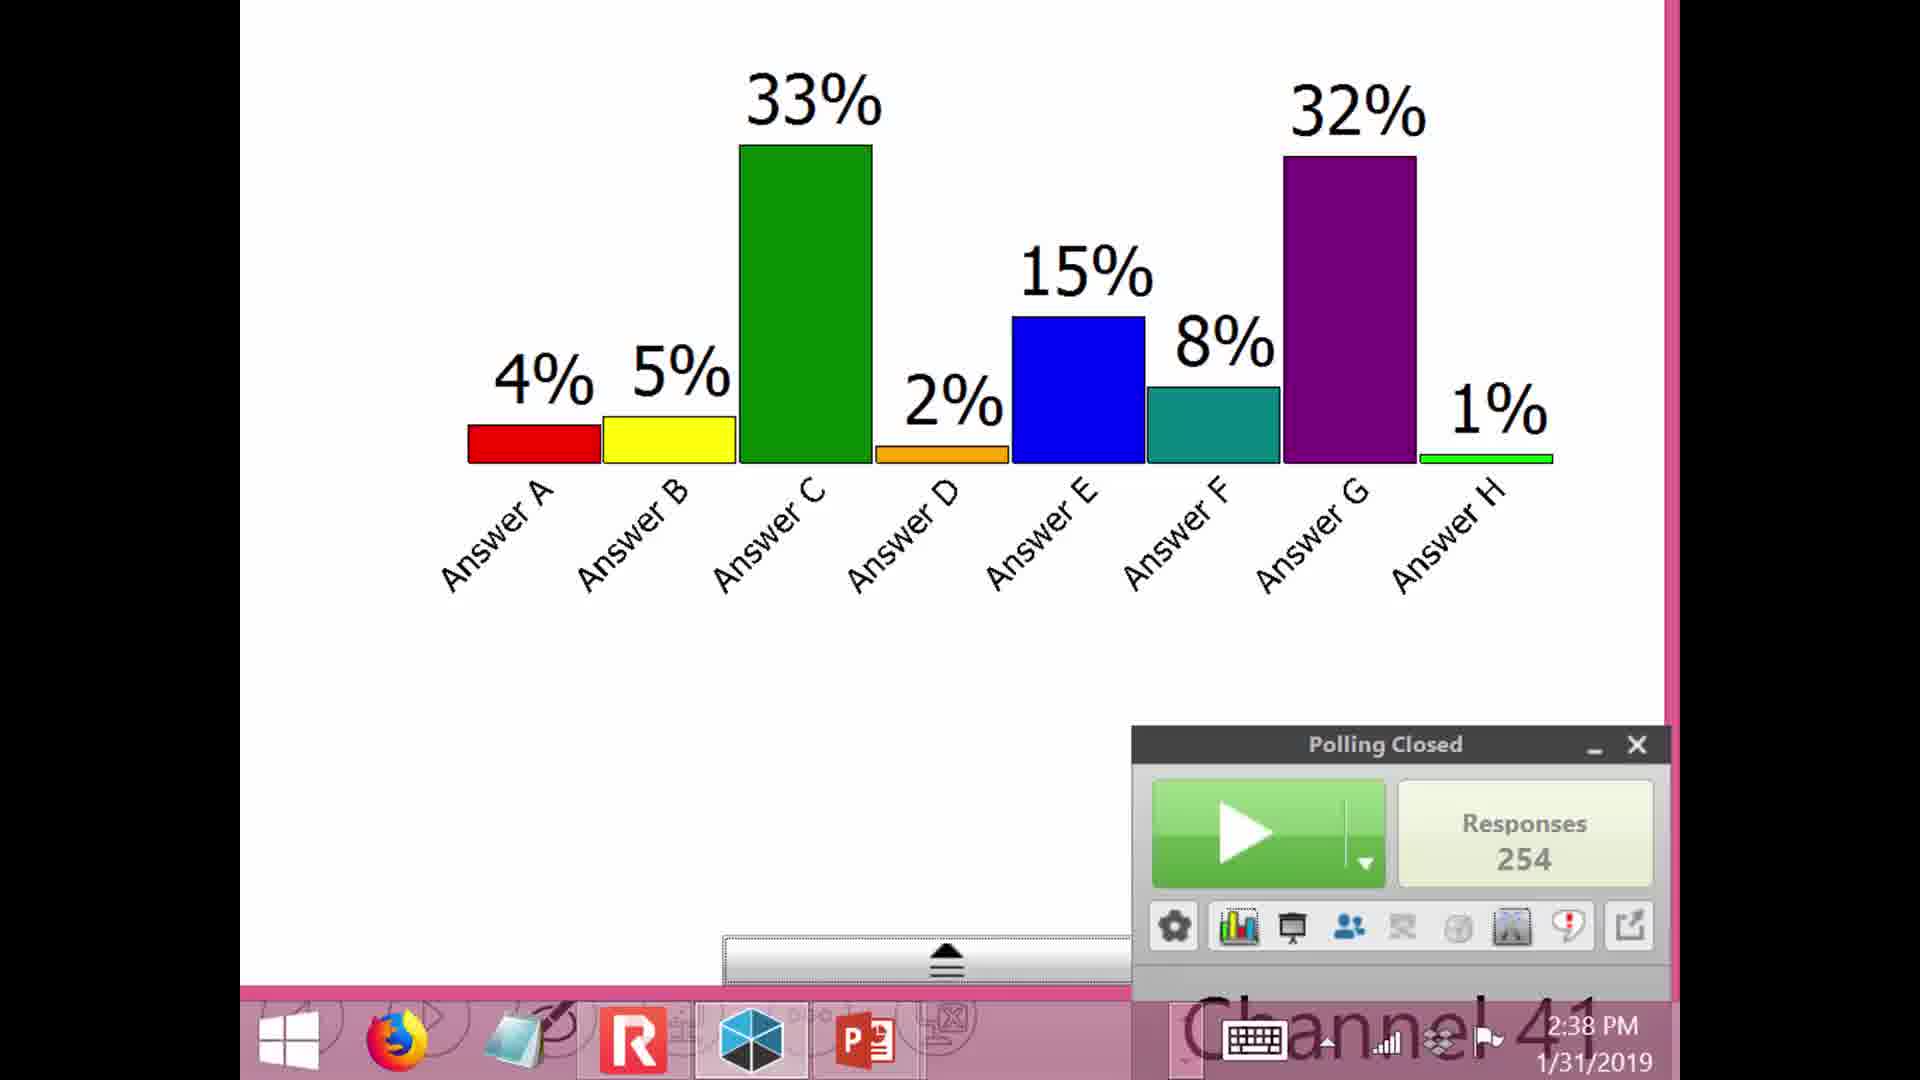 33%
32%
15%
8%
5%
4%
2%
1%
Answer A
Answer B
Answer C
Answer D
Answer E
Answer F
Answer G
Answer H
Polling Closed
Responses
254
Channel 41
2:38 PM
1/31/2019